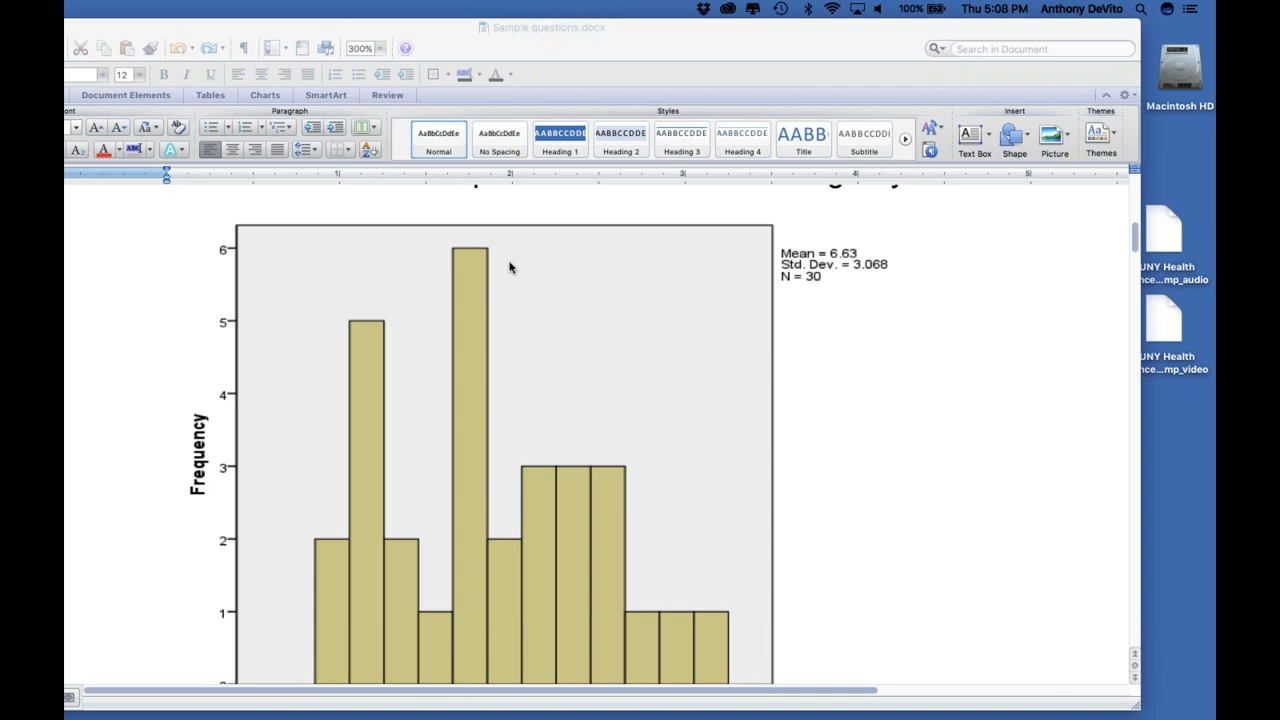 100% Thu 5:08 PM Anthony DeVito
Sample questions.docx
300% Search in Document
12 B I U A
Document Elements Tables Charts SmartArt Review
Paragraph Styles Insert Themes
AaBbCcDdEe AaBbCcDdEe AABBCCDDE AABBCCDDE AABBCCDDE AABBCCDDE AABB AABBCCDDI
Normal No Spacing Heading 1 Heading 2 Heading 3 Heading 4 Title Subtitle
Text Box Shape Picture Themes
1 2 3 4 5
Macintosh HD
UNY Health
nce...mp_audio
UNY Health
nce...mp_video
Mean = 6.63
Std. Dev. = 3.068
N = 30
Frequency
6
5
4
3
2
1